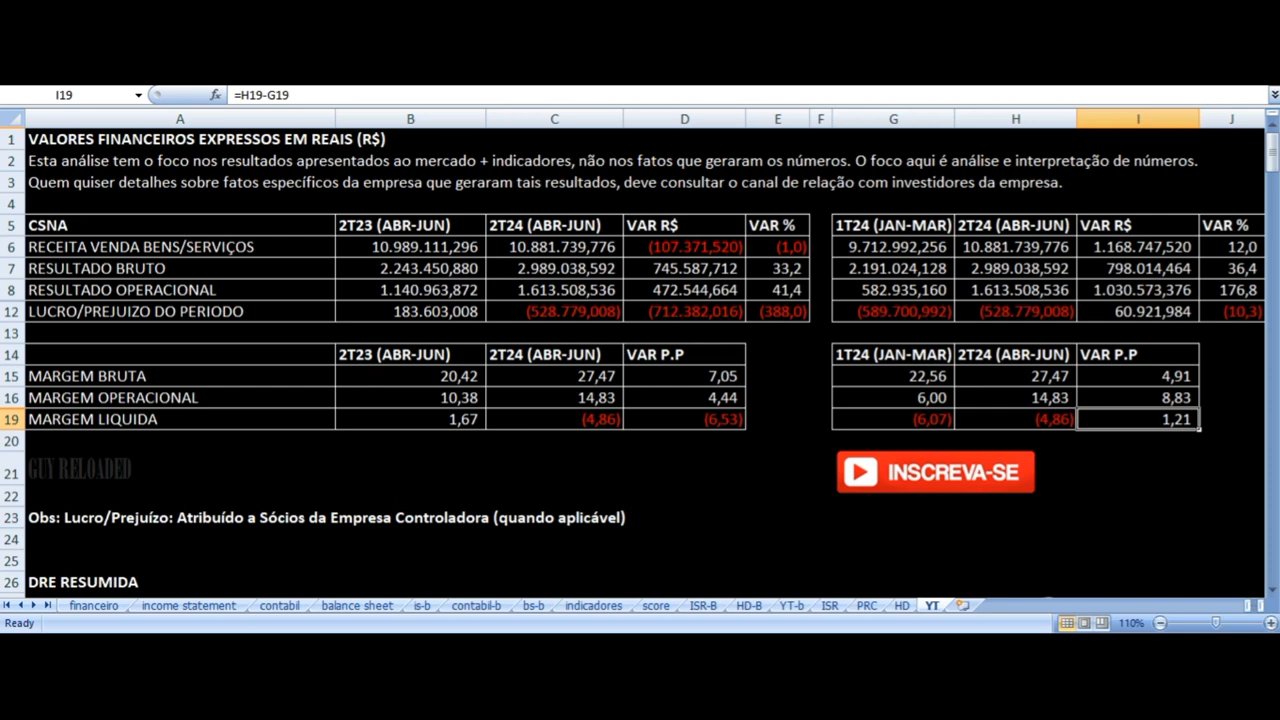 I19 fx =H19-G19
A B C D E F G H I J
1 VALORES FINANCEIROS EXPRESSOS EM REAIS (R$)
2 Esta análise tem o foco nos resultados apresentados ao mercado + indicadores, não nos fatos que geraram os números. O foco aqui é análise e interpretação de números.
3 Quem quiser detalhes sobre fatos específicos da empresa que geraram tais resultados, deve consultar o canal de relação com investidores da empresa.
4
5 CSNA 2T23 (ABR-JUN) 2T24 (ABR-JUN) VAR R$ VAR % 1T24 (JAN-MAR) 2T24 (ABR-JUN) VAR R$ VAR %
6 RECEITA VENDA BENS/SERVIÇOS 10.989.111,296 10.881.739,776 (107.371,520) (1,0) 9.712.992,256 10.881.739,776 1.168.747,520 12,0
7 RESULTADO BRUTO 2.243.450,880 2.989.038,592 745.587,712 33,2 2.191.024,128 2.989.038,592 798.014,464 36,4
8 RESULTADO OPERACIONAL 1.140.963,872 1.613.508,536 472.544,664 41,4 582.935,160 1.613.508,536 1.030.573,376 176,8
12 LUCRO/PREJUIZO DO PERIODO 183.603,008 (528.779,008) (712.382,016) (388,0) (589.700,992) (528.779,008) 60.921,984 (10,3)
13
14 2T23 (ABR-JUN) 2T24 (ABR-JUN) VAR P.P 1T24 (JAN-MAR) 2T24 (ABR-JUN) VAR P.P
15 MARGEM BRUTA 20,42 27,47 7,05 22,56 27,47 4,91
16 MARGEM OPERACIONAL 10,38 14,83 4,44 6,00 14,83 8,83
19 MARGEM LIQUIDA 1,67 (4,86) (6,53) (6,07) (4,86) 1,21
20
21 GUY RELOADED INSCREVA-SE
22
23 Obs: Lucro/Prejuízo: Atribuído a Sócios da Empresa Controladora (quando aplicável)
24
25
26 DRE RESUMIDA
financeiro income statement contabil balance sheet is-b contabil-b bs-b indicadores score ISR-B HD-B YT-b ISR PRC HD YT
Ready 110%